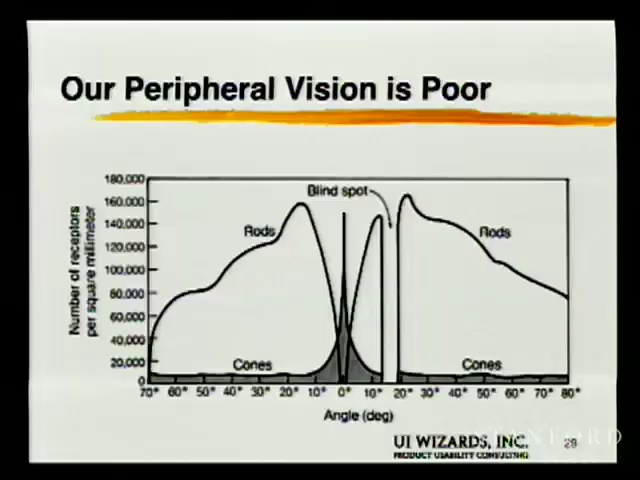 Our Peripheral Vision is Poor
Number of receptors
per square millimeter
180,000
160,000
140,000
120,000
100,000
80,000
60,000
40,000
20,000
0
Blind spot
Rods
Rods
Cones
Cones
70° 60° 50° 40° 30° 20° 10° 0° 10° 20° 30° 40° 50° 60° 70° 80°
Angle (deg)
UI WIZARDS, INC.
PRODUCT USABILITY CONSULTING
STANFORD
29